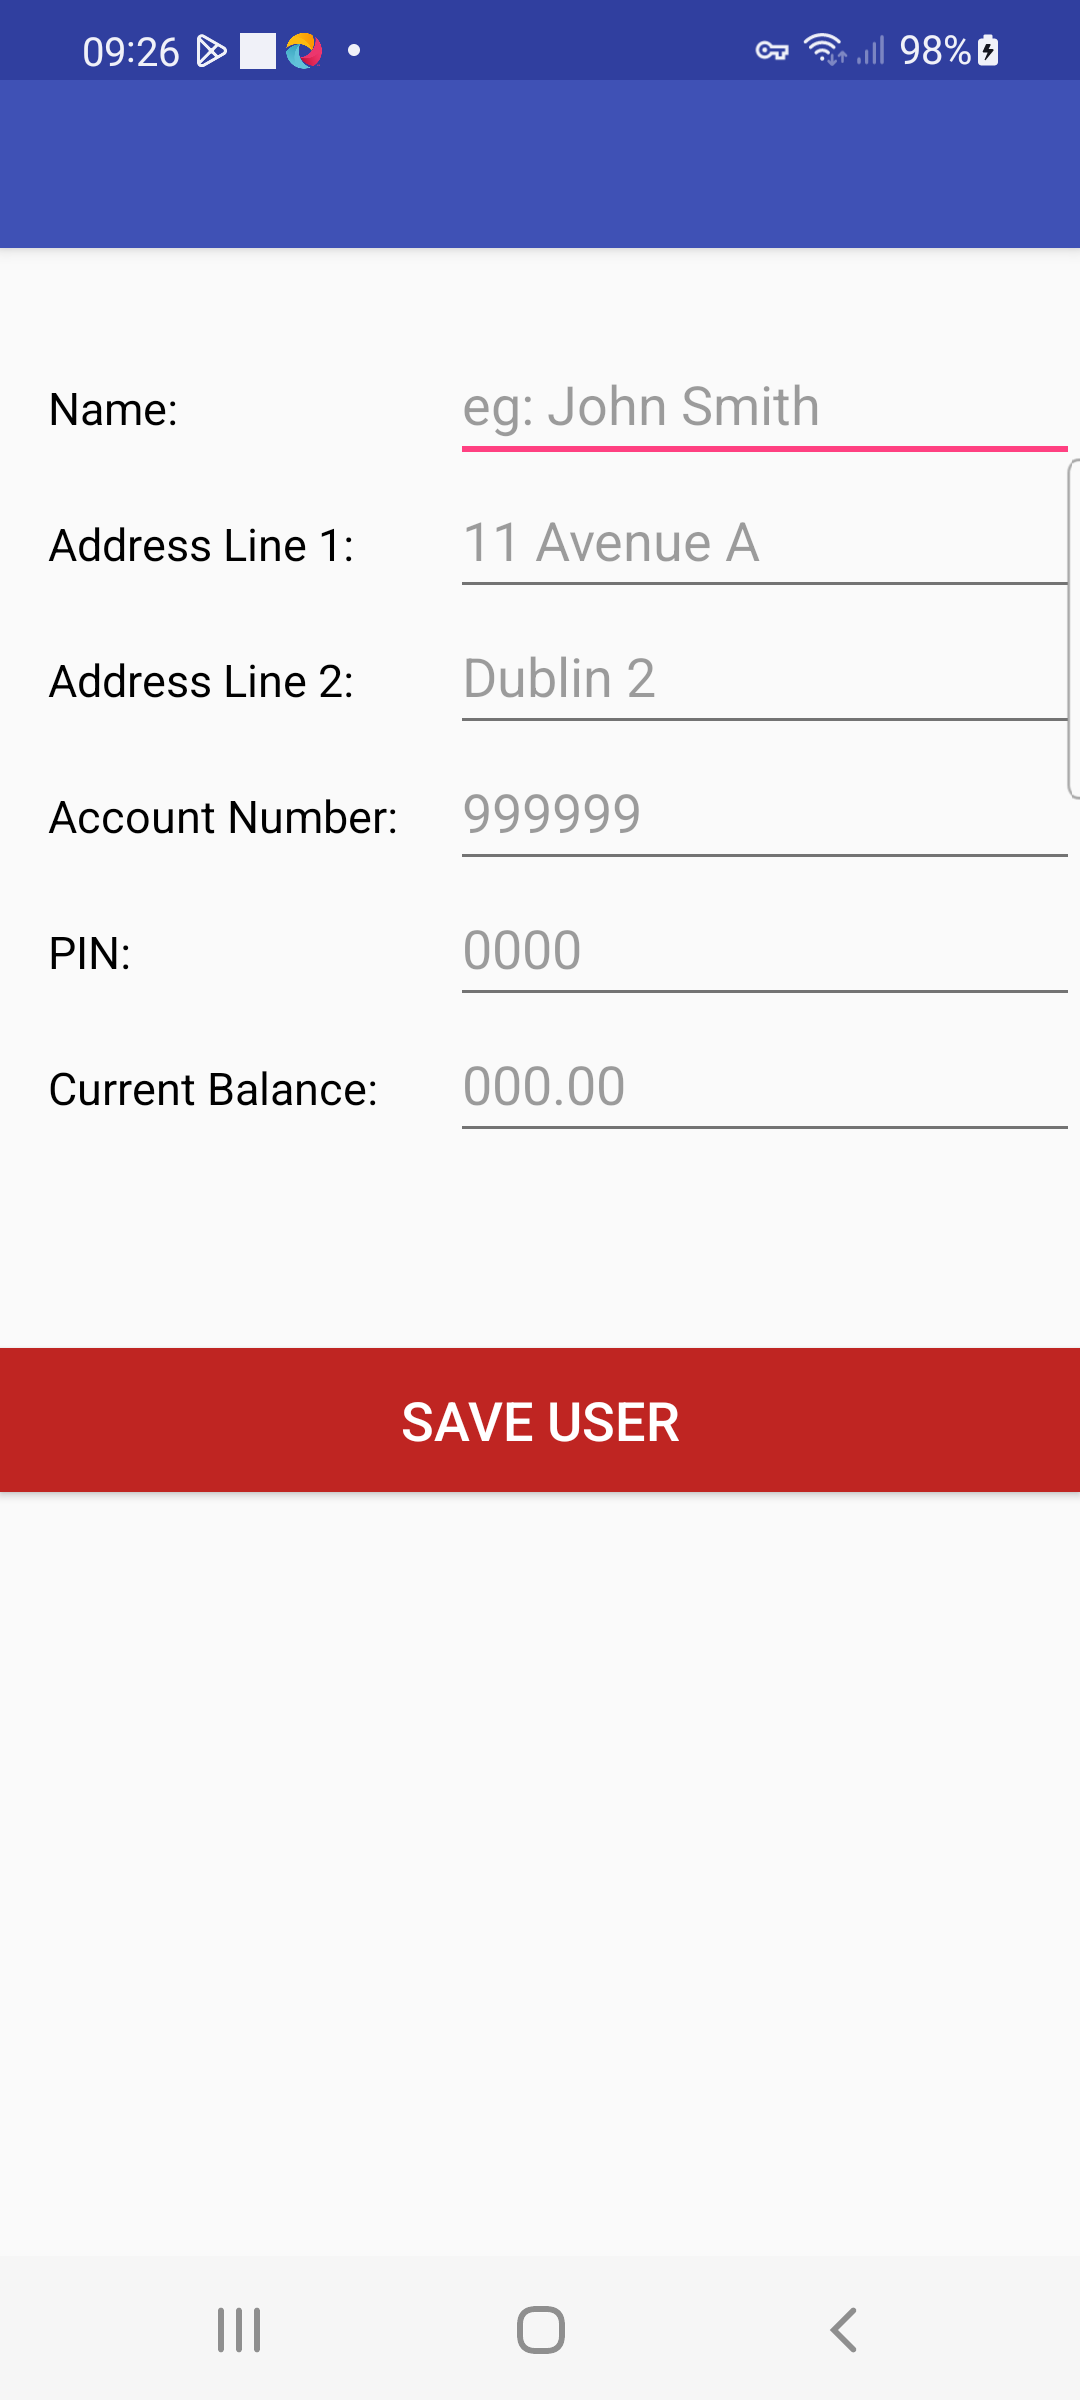 09:26 98%
Name: eg: John Smith
Address Line 1: 11 Avenue A
Address Line 2: Dublin 2
Account Number: 999999
PIN: 0000
Current Balance: 000.00
SAVE USER